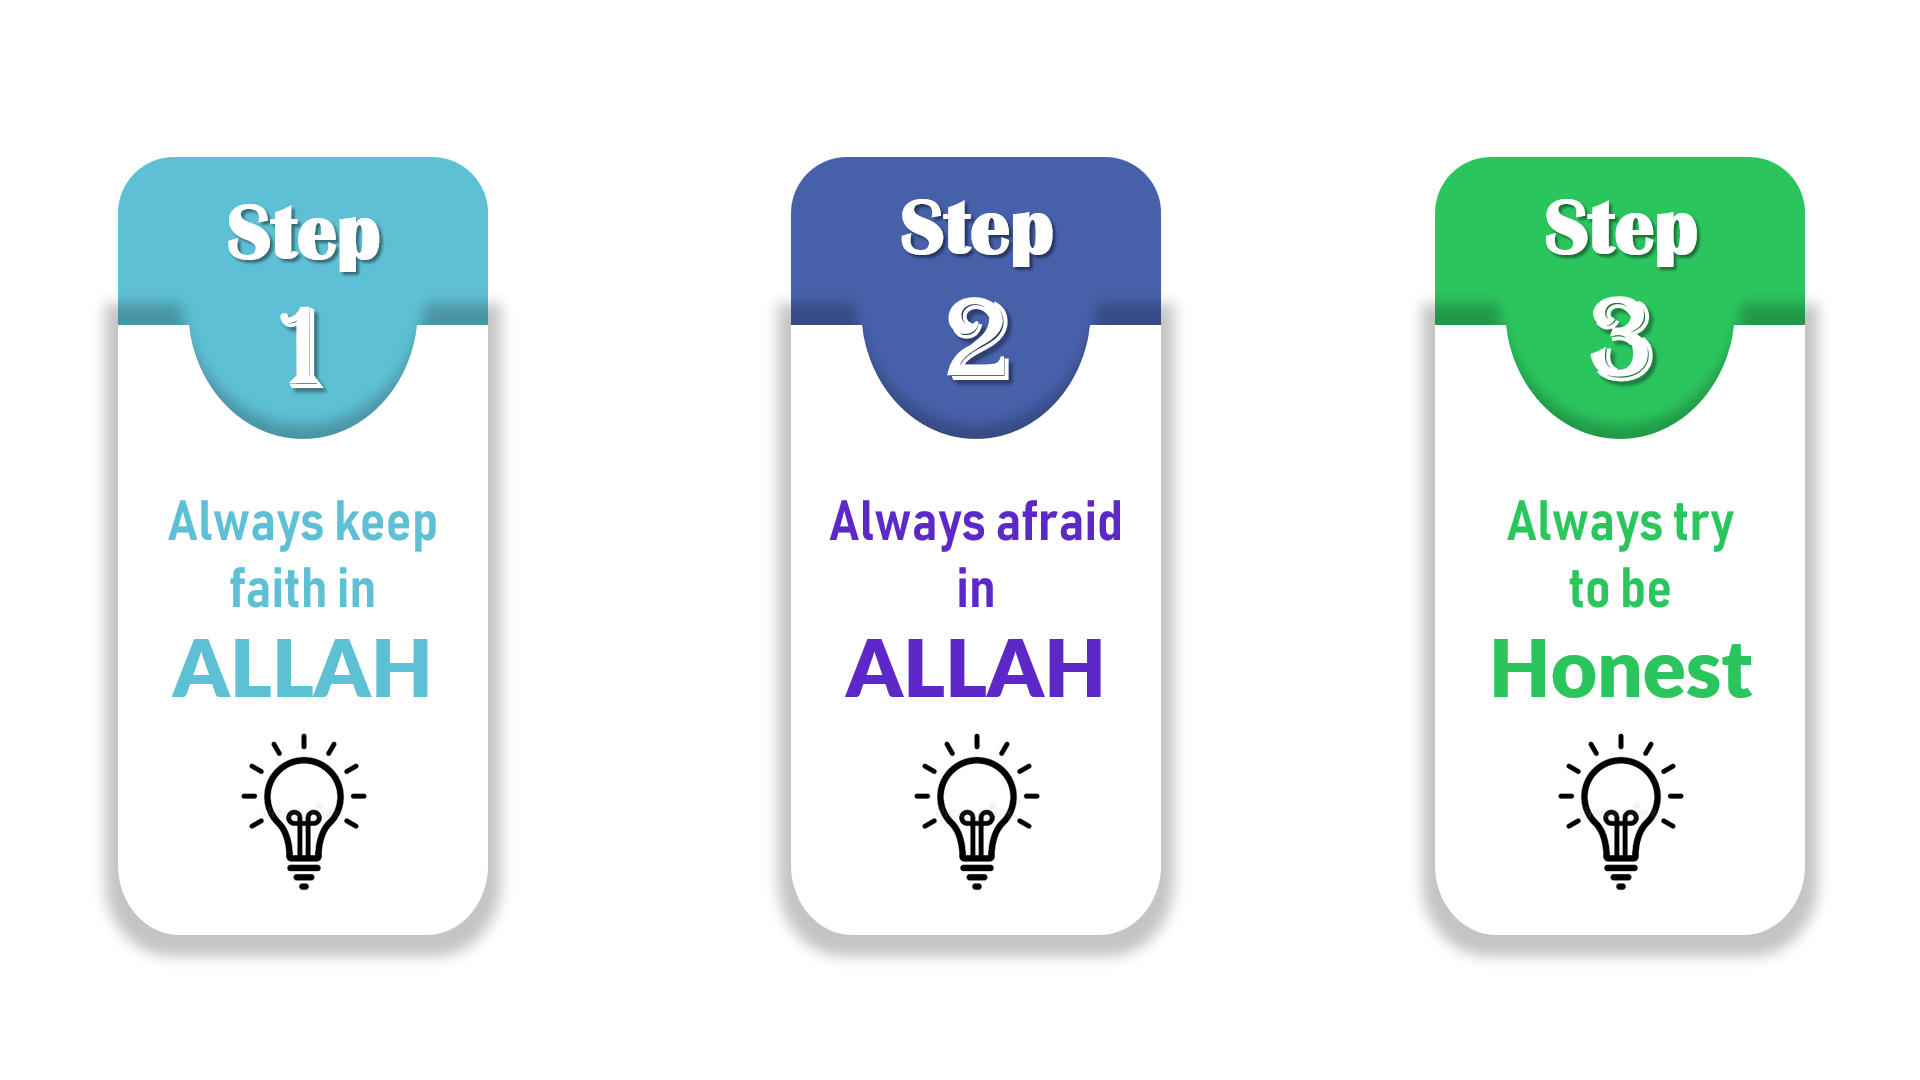 Step
1
Always keep
faith in
ALLAH
Step
2
Always afraid
in
ALLAH
Step
3
Always try
to be
Honest